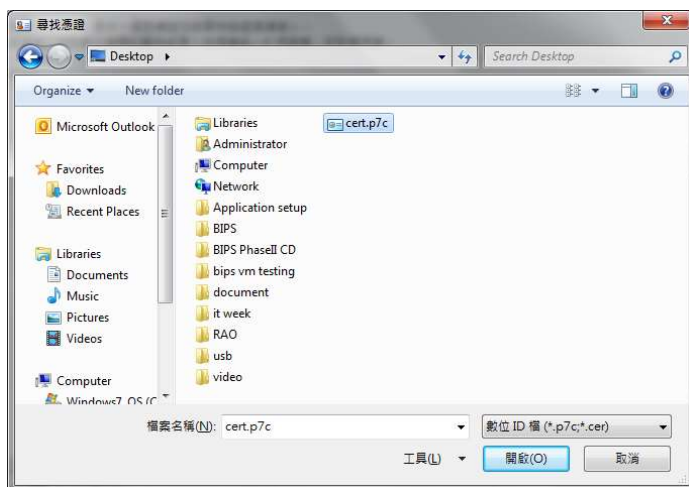 尋找憑證
Desktop
Search Desktop
Organize
New folder
Microsoft Outlook
Favorites
Downloads
Recent Places
Libraries
Documents
Music
Pictures
Videos
Computer
Windows7_OS (C
Libraries
Administrator
Computer
Network
Application setup
BIPS
BIPS PhaseII CD
bips vm testing
document
it week
RAO
usb
video
cert.p7c
檔案名稱(N): cert.p7c
數位 ID 檔 (*.p7c;*.cer)
工具(L)
開啟(O)
取消